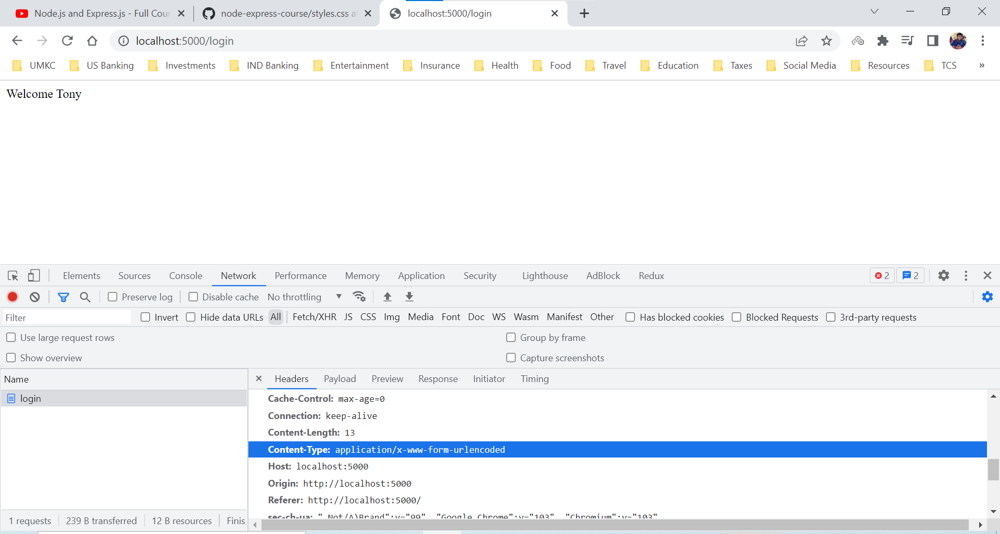 Node.js and Express.js - Full Cour
node-express-course/styles.css at
localhost:5000/login
localhost:5000/login
UMKC US Banking Investments IND Banking Entertainment Insurance Health Food Travel Education Taxes Social Media Resources TCS »
Welcome Tony
Elements Sources Console Network Performance Memory Application Security Lighthouse AdBlock Redux 2 2
Preserve log Disable cache No throttling
Filter Invert Hide data URLs All Fetch/XHR JS CSS Img Media Font Doc WS Wasm Manifest Other Has blocked cookies Blocked Requests 3rd-party requests
Use large request rows Group by frame
Show overview Capture screenshots
Name Headers Payload Preview Response Initiator Timing
login
Cache-Control: max-age=0
Connection: keep-alive
Content-Length: 13
Content-Type: application/x-www-form-urlencoded
Host: localhost:5000
Origin: http://localhost:5000
Referer: http://localhost:5000/
sec-ch-ua: " Not/A)Brand";v="99", "Google Chrome";v="103", "Chromium";v="103"
1 requests 239 B transferred 12 B resources Finis